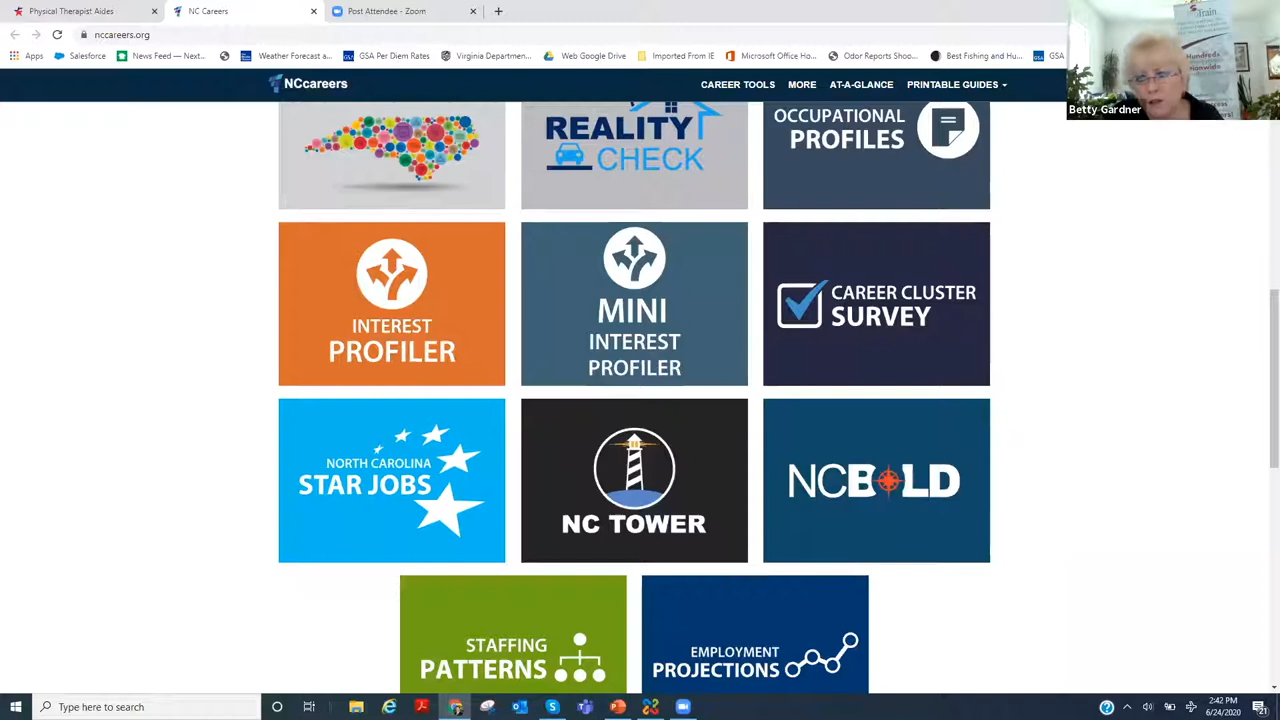 Physical Therapist Aides
NC Careers
Post Attendee - Zoom
nccareers.org
Apps
Salesforce
News Feed — Next...
Weather Forecast a...
GSA Per Diem Rates
Virginia Departmen...
Web Google Drive
Imported From IE
Microsoft Office Ho...
Odor Reports Shoo...
Best Fishing and Hu...
GSA
Train
Hundreds
Nationwide
Betty Gardner
NCcareers
CAREER TOOLS
MORE
AT-A-GLANCE
PRINTABLE GUIDES
REALITY
CHECK
OCCUPATIONAL
PROFILES
INTEREST
PROFILER
MINI
INTEREST
PROFILER
CAREER CLUSTER
SURVEY
NORTH CAROLINA
STAR JOBS
NC TOWER
NCBOLD
STAFFING
PATTERNS
EMPLOYMENT
PROJECTIONS
Type here to search
2:42 PM
6/24/2020
21